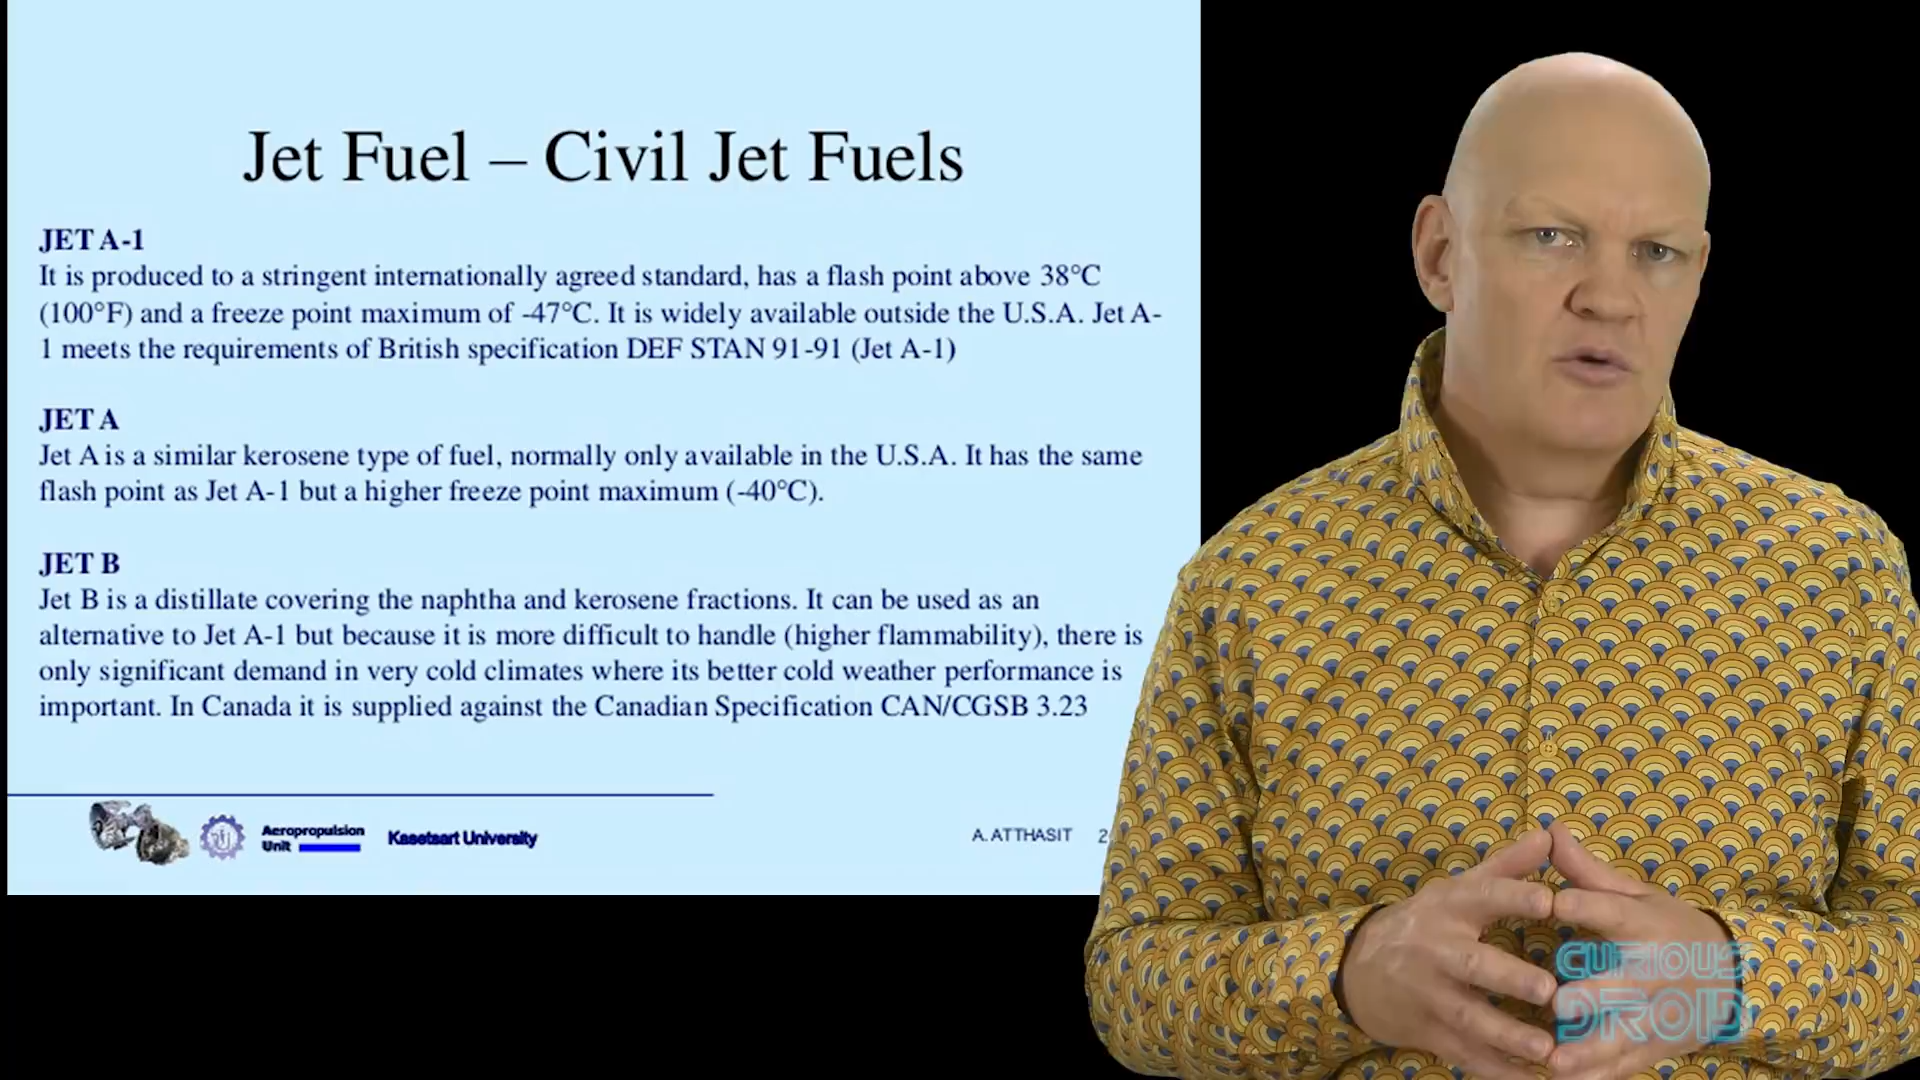 Jet Fuel – Civil Jet Fuels
JET A-1
It is produced to a stringent internationally agreed standard, has a flash point above 38°C
(100°F) and a freeze point maximum of -47°C. It is widely available outside the U.S.A. Jet A-
1 meets the requirements of British specification DEF STAN 91-91 (Jet A-1)
JET A
Jet A is a similar kerosene type of fuel, normally only available in the U.S.A. It has the same
flash point as Jet A-1 but a higher freeze point maximum (-40°C).
JET B
Jet B is a distillate covering the naphtha and kerosene fractions. It can be used as an
alternative to Jet A-1 but because it is more difficult to handle (higher flammability), there is
only significant demand in very cold climates where its better cold weather performance is
important. In Canada it is supplied against the Canadian Specification CAN/CGSB 3.23
Aeropropulsion
Unit
Kasetsart University
A. ATTHASIT
CURIOUS
DROID